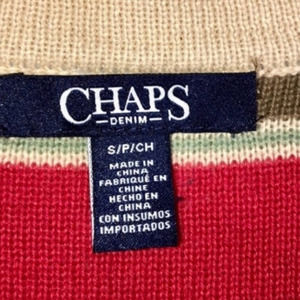 CHAPS
DENIM
S/P/CH
MADE IN
CHINA
FABRIQUÉ EN
CHINE
HECHO EN
CHINA
CON INSUMOS
IMPORTADOS